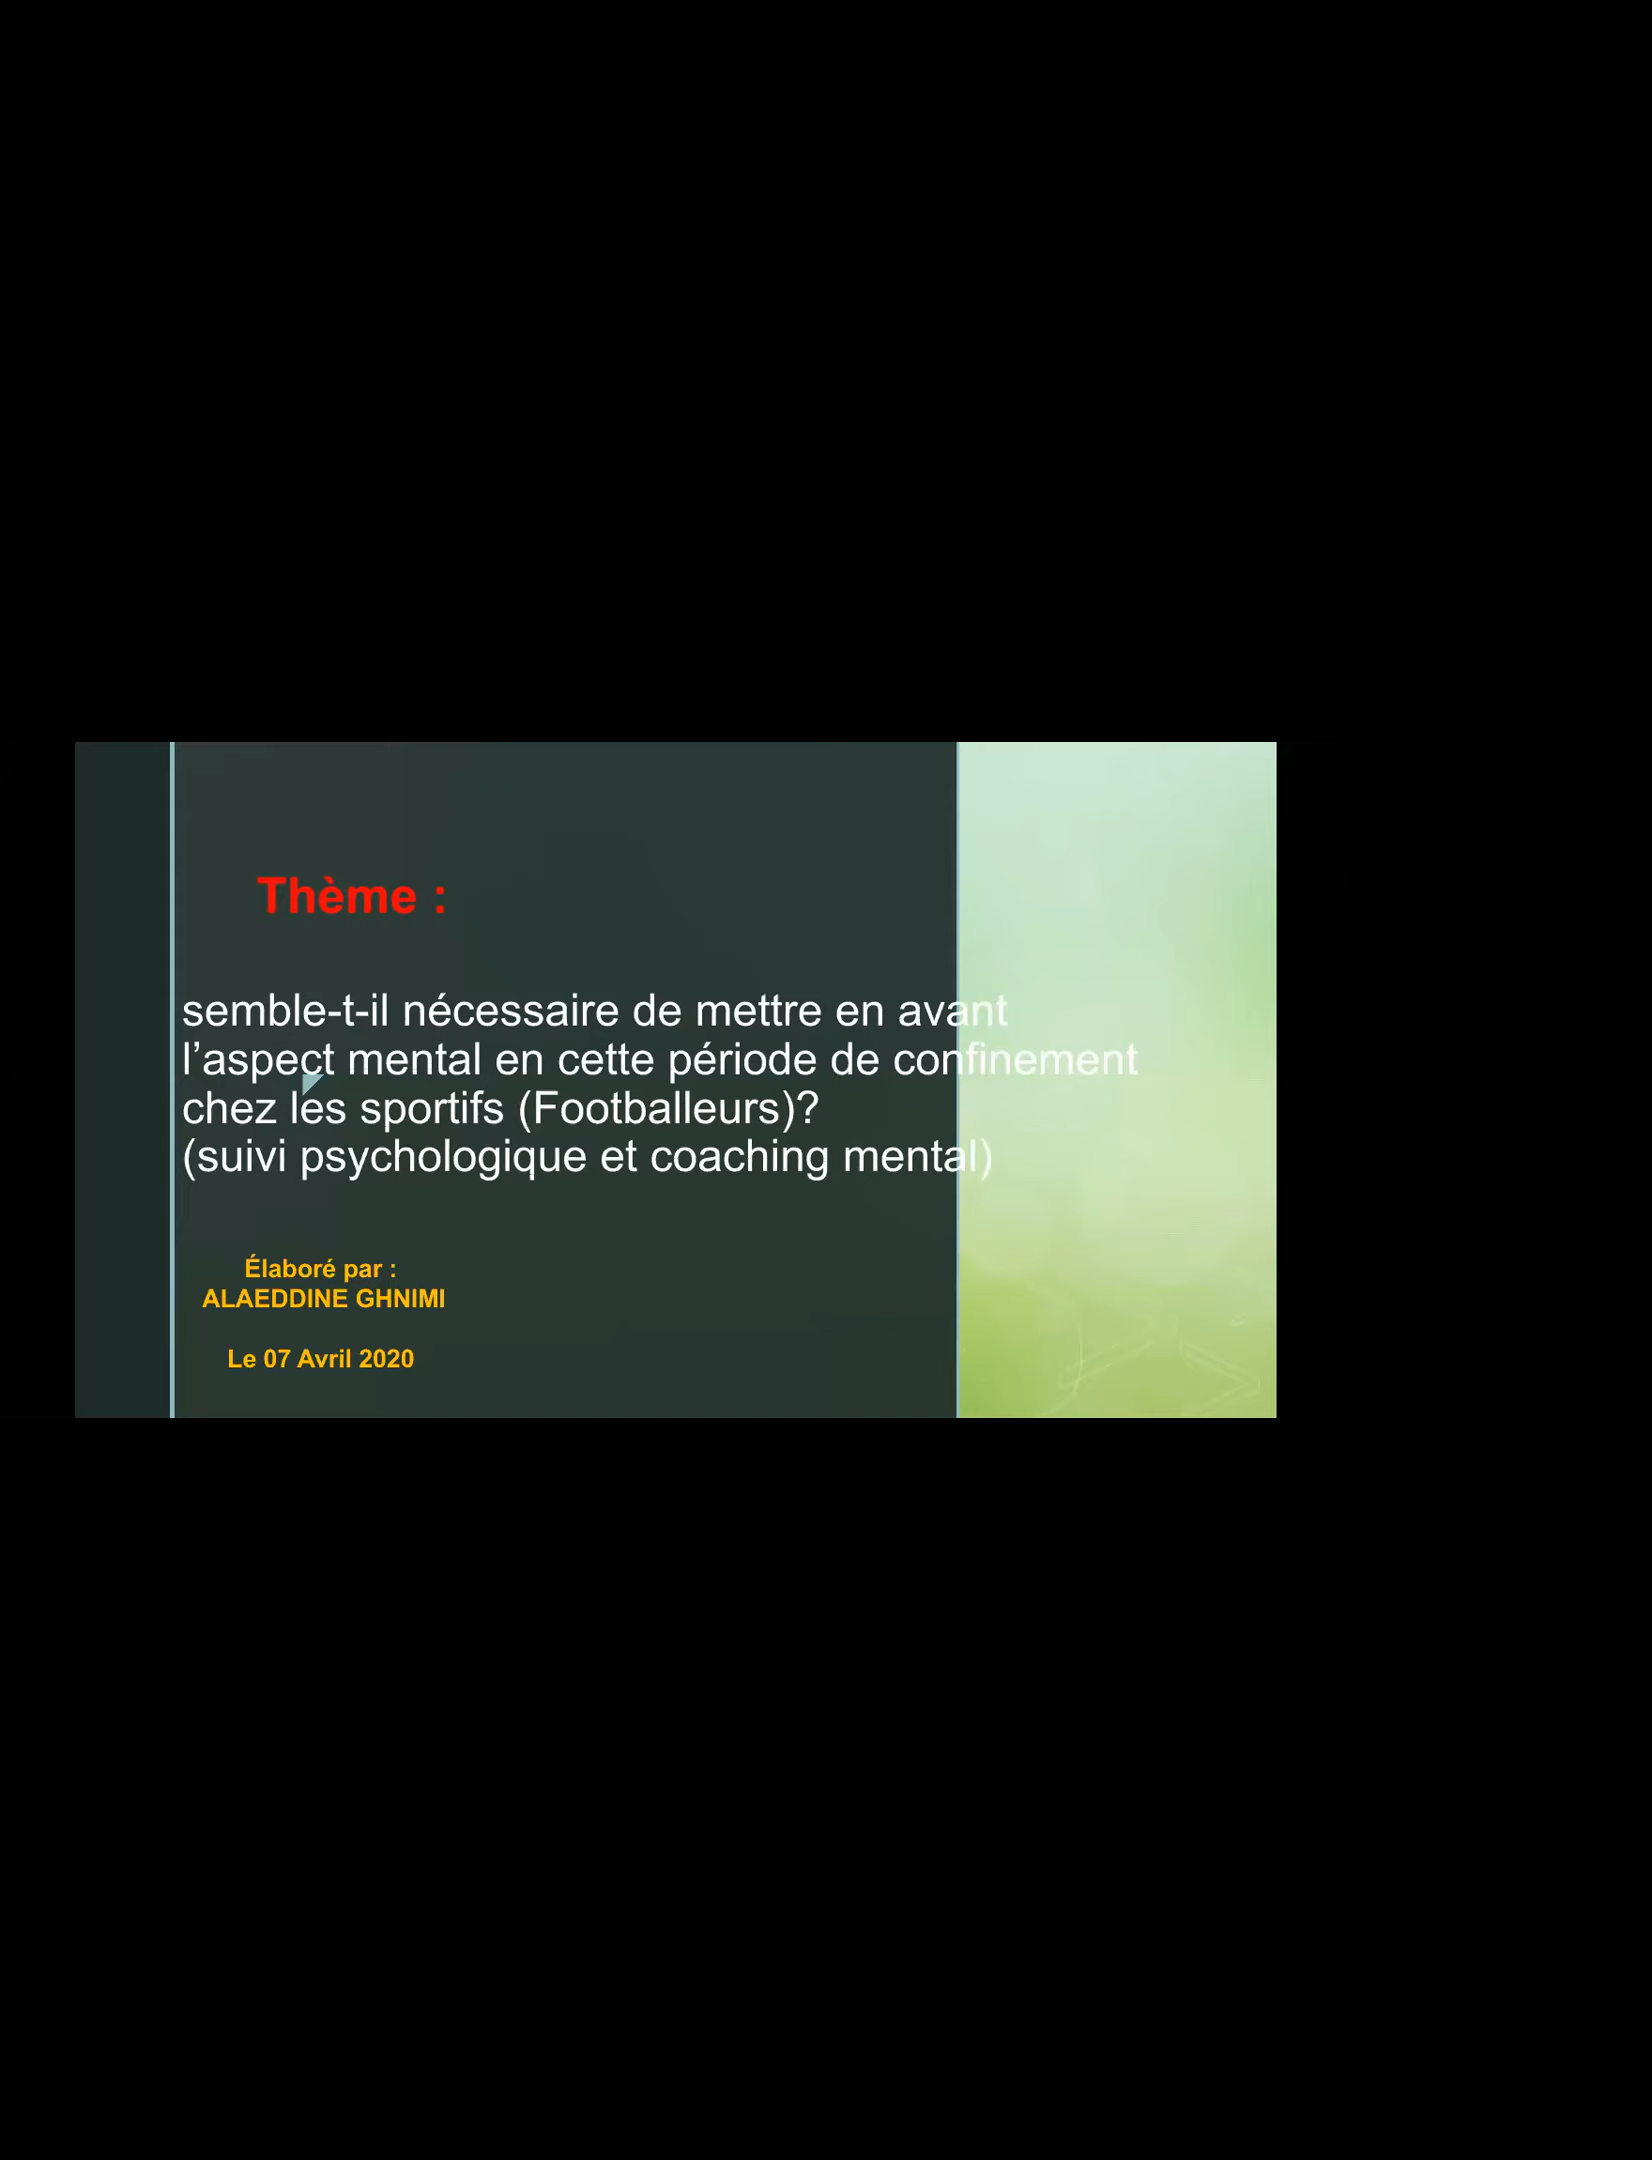 Thème :
semble-t-il nécessaire de mettre en avant
l’aspect mental en cette période de confinement
chez les sportifs (Footballeurs)?
(suivi psychologique et coaching mental)
Élaboré par :
ALAEDDINE GHNIMI
Le 07 Avril 2020